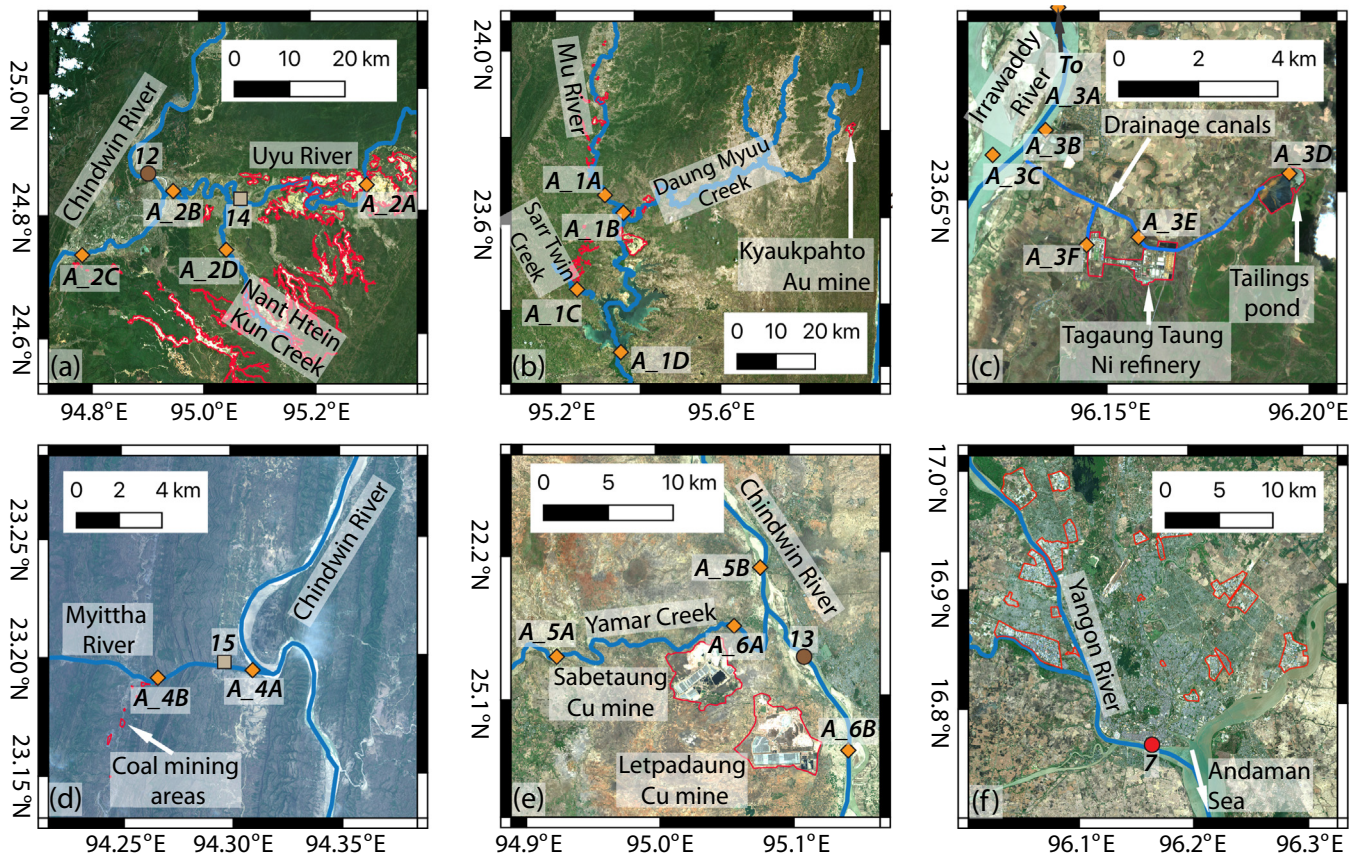 0 10 20 km
25.0°N
24.8°N
24.6°N
Chindwin River
12
Uyu River
A_2B
14
A_2A
A_2C
A_2D
Nant Htein
Kun Creek
(a)
94.8°E 95.0°E 95.2°E
24.0°N
23.6°N
Mu River
A_1A
Daung Myuu
Creek
A_1B
Sarr Twin
Creek
A_1C
Kyaukpahto
Au mine
0 10 20 km
A_1D
(b)
95.2°E 95.6°E
0 2 4 km
Irrawaddy
River
To
A_3A
Drainage canals
A_3B
A_3C
A_3D
23.65°N
A_3E
A_3F
Tailings
pond
Tagaung Taung
Ni refinery
(c)
96.15°E 96.20°E
0 2 4 km
23.25°N
23.20°N
23.15°N
Chindwin River
Myittha
River
15
A_4B
A_4A
Coal mining
areas
(d)
94.25°E 94.30°E 94.35°E
0 5 10 km
22.2°N
25.1°N
Chindwin River
A_5B
Yamar Creek
A_5A
A_6A
13
Sabetaung
Cu mine
A_6B
Letpadaung
Cu mine
(e)
94.9°E 95.0°E 95.1°E
17.0°N
16.9°N
16.8°N
0 5 10 km
Yangon River
7
Andaman
Sea
(f)
96.1°E 96.2°E 96.3°E